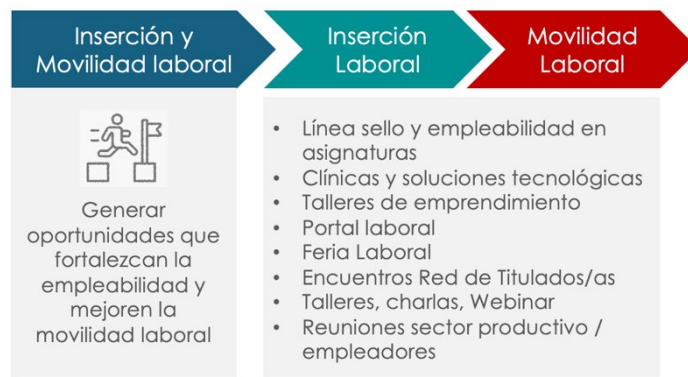 Inserción y
Movilidad laboral
Inserción
Laboral
Movilidad
Laboral
Generar
oportunidades que
fortalezcan la
empleabilidad y
mejoren la
movilidad laboral
• Línea sello y empleabilidad en
asignaturas
• Clínicas y soluciones tecnológicas
• Talleres de emprendimiento
• Portal laboral
• Feria Laboral
• Encuentros Red de Titulados/as
• Talleres, charlas, Webinar
• Reuniones sector productivo /
empleadores